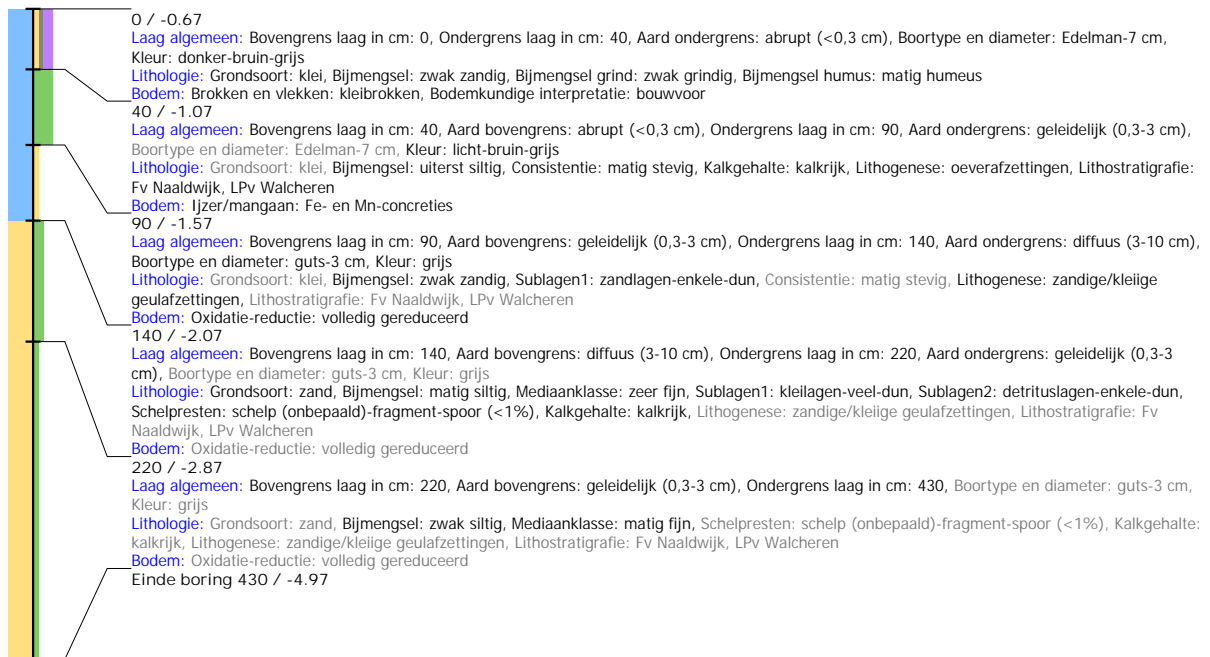 0 / -0.67
Laag algemeen: Bovengrens laag in cm: 0, Ondergrens laag in cm: 40, Aard ondergrens: abrupt (<0,3 cm), Boortype en diameter: Edelman-7 cm,
Kleur: donker-bruin-grijs
Lithologie: Grondsoort: klei, Bijmengsel: zwak zandig, Bijmengsel grind: zwak grindig, Bijmengsel humus: matig humeus
Bodem: Brokken en vlekken: kleibrokken, Bodemkundige interpretatie: bouwvoor
40 / -1.07
Laag algemeen: Bovengrens laag in cm: 40, Aard bovengrens: abrupt (<0,3 cm), Ondergrens laag in cm: 90, Aard ondergrens: geleidelijk (0,3-3 cm),
Boortype en diameter: Edelman-7 cm, Kleur: licht-bruin-grijs
Lithologie: Grondsoort: klei, Bijmengsel: uiterst siltig, Consistentie: matig stevig, Kalkgehalte: kalkrijk, Lithogenese: oeverafzettingen, Lithostratigrafie:
Fv Naaldwijk, LPv Walcheren
Bodem: Ijzer/mangaan: Fe- en Mn-concreties
90 / -1.57
Laag algemeen: Bovengrens laag in cm: 90, Aard bovengrens: geleidelijk (0,3-3 cm), Ondergrens laag in cm: 140, Aard ondergrens: diffuus (3-10 cm),
Boortype en diameter: guts-3 cm, Kleur: grijs
Lithologie: Grondsoort: klei, Bijmengsel: zwak zandig, Sublagen1: zandlagen-enkele-dun, Consistentie: matig stevig, Lithogenese: zandige/kleiige
geulafzettingen, Lithostratigrafie: Fv Naaldwijk, LPv Walcheren
Bodem: Oxidatie-reductie: volledig gereduceerd
140 / -2.07
Laag algemeen: Bovengrens laag in cm: 140, Aard bovengrens: diffuus (3-10 cm), Ondergrens laag in cm: 220, Aard ondergrens: geleidelijk (0,3-3
cm), Boortype en diameter: guts-3 cm, Kleur: grijs
Lithologie: Grondsoort: zand, Bijmengsel: matig siltig, Mediaanklasse: zeer fijn, Sublagen1: kleilagen-veel-dun, Sublagen2: detrituslagen-enkele-dun,
Schelpresten: schelp (onbepaald)-fragment-spoor (<1%), Kalkgehalte: kalkrijk, Lithogenese: zandige/kleiige geulafzettingen, Lithostratigrafie: Fv
Naaldwijk, LPv Walcheren
Bodem: Oxidatie-reductie: volledig gereduceerd
220 / -2.87
Laag algemeen: Bovengrens laag in cm: 220, Aard bovengrens: geleidelijk (0,3-3 cm), Ondergrens laag in cm: 430, Boortype en diameter: guts-3 cm,
Kleur: grijs
Lithologie: Grondsoort: zand, Bijmengsel: zwak siltig, Mediaanklasse: matig fijn, Schelpresten: schelp (onbepaald)-fragment-spoor (<1%), Kalkgehalte:
kalkrijk, Lithogenese: zandige/kleiige geulafzettingen, Lithostratigrafie: Fv Naaldwijk, LPv Walcheren
Bodem: Oxidatie-reductie: volledig gereduceerd
Einde boring 430 / -4.97